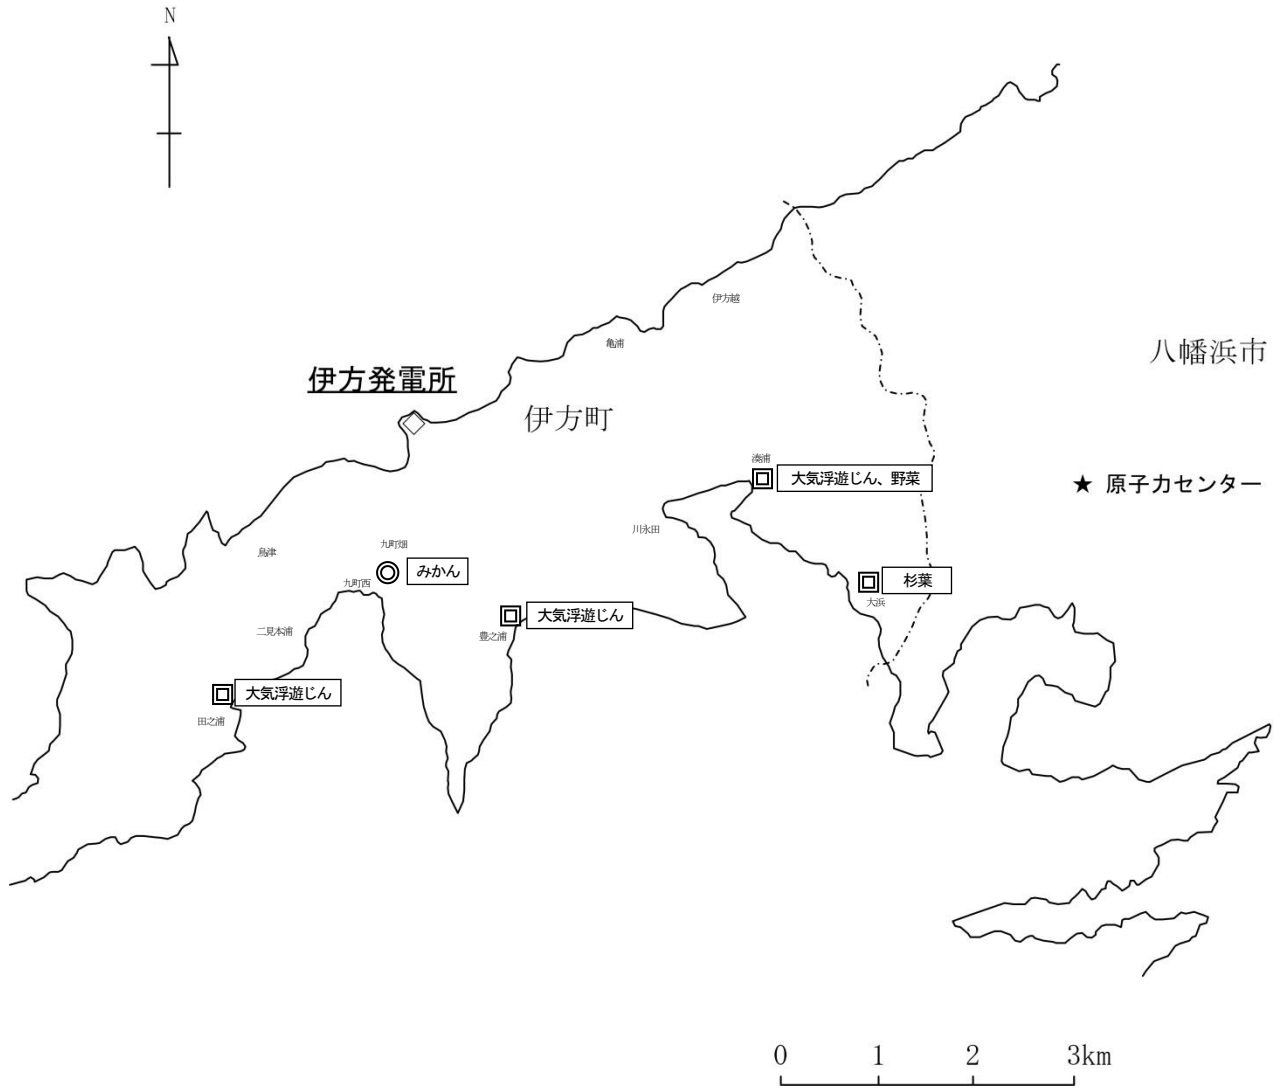 N
伊方越
亀浦
八幡浜市
伊方発電所
伊方町
湊浦
大気浮遊じん、野菜
★ 原子力センター
川永田
九町畑
鳥津
みかん
九町西
杉葉
大浜
大気浮遊じん
豊之浦
二見本浦
大気浮遊じん
田之浦
0 1 2 3km